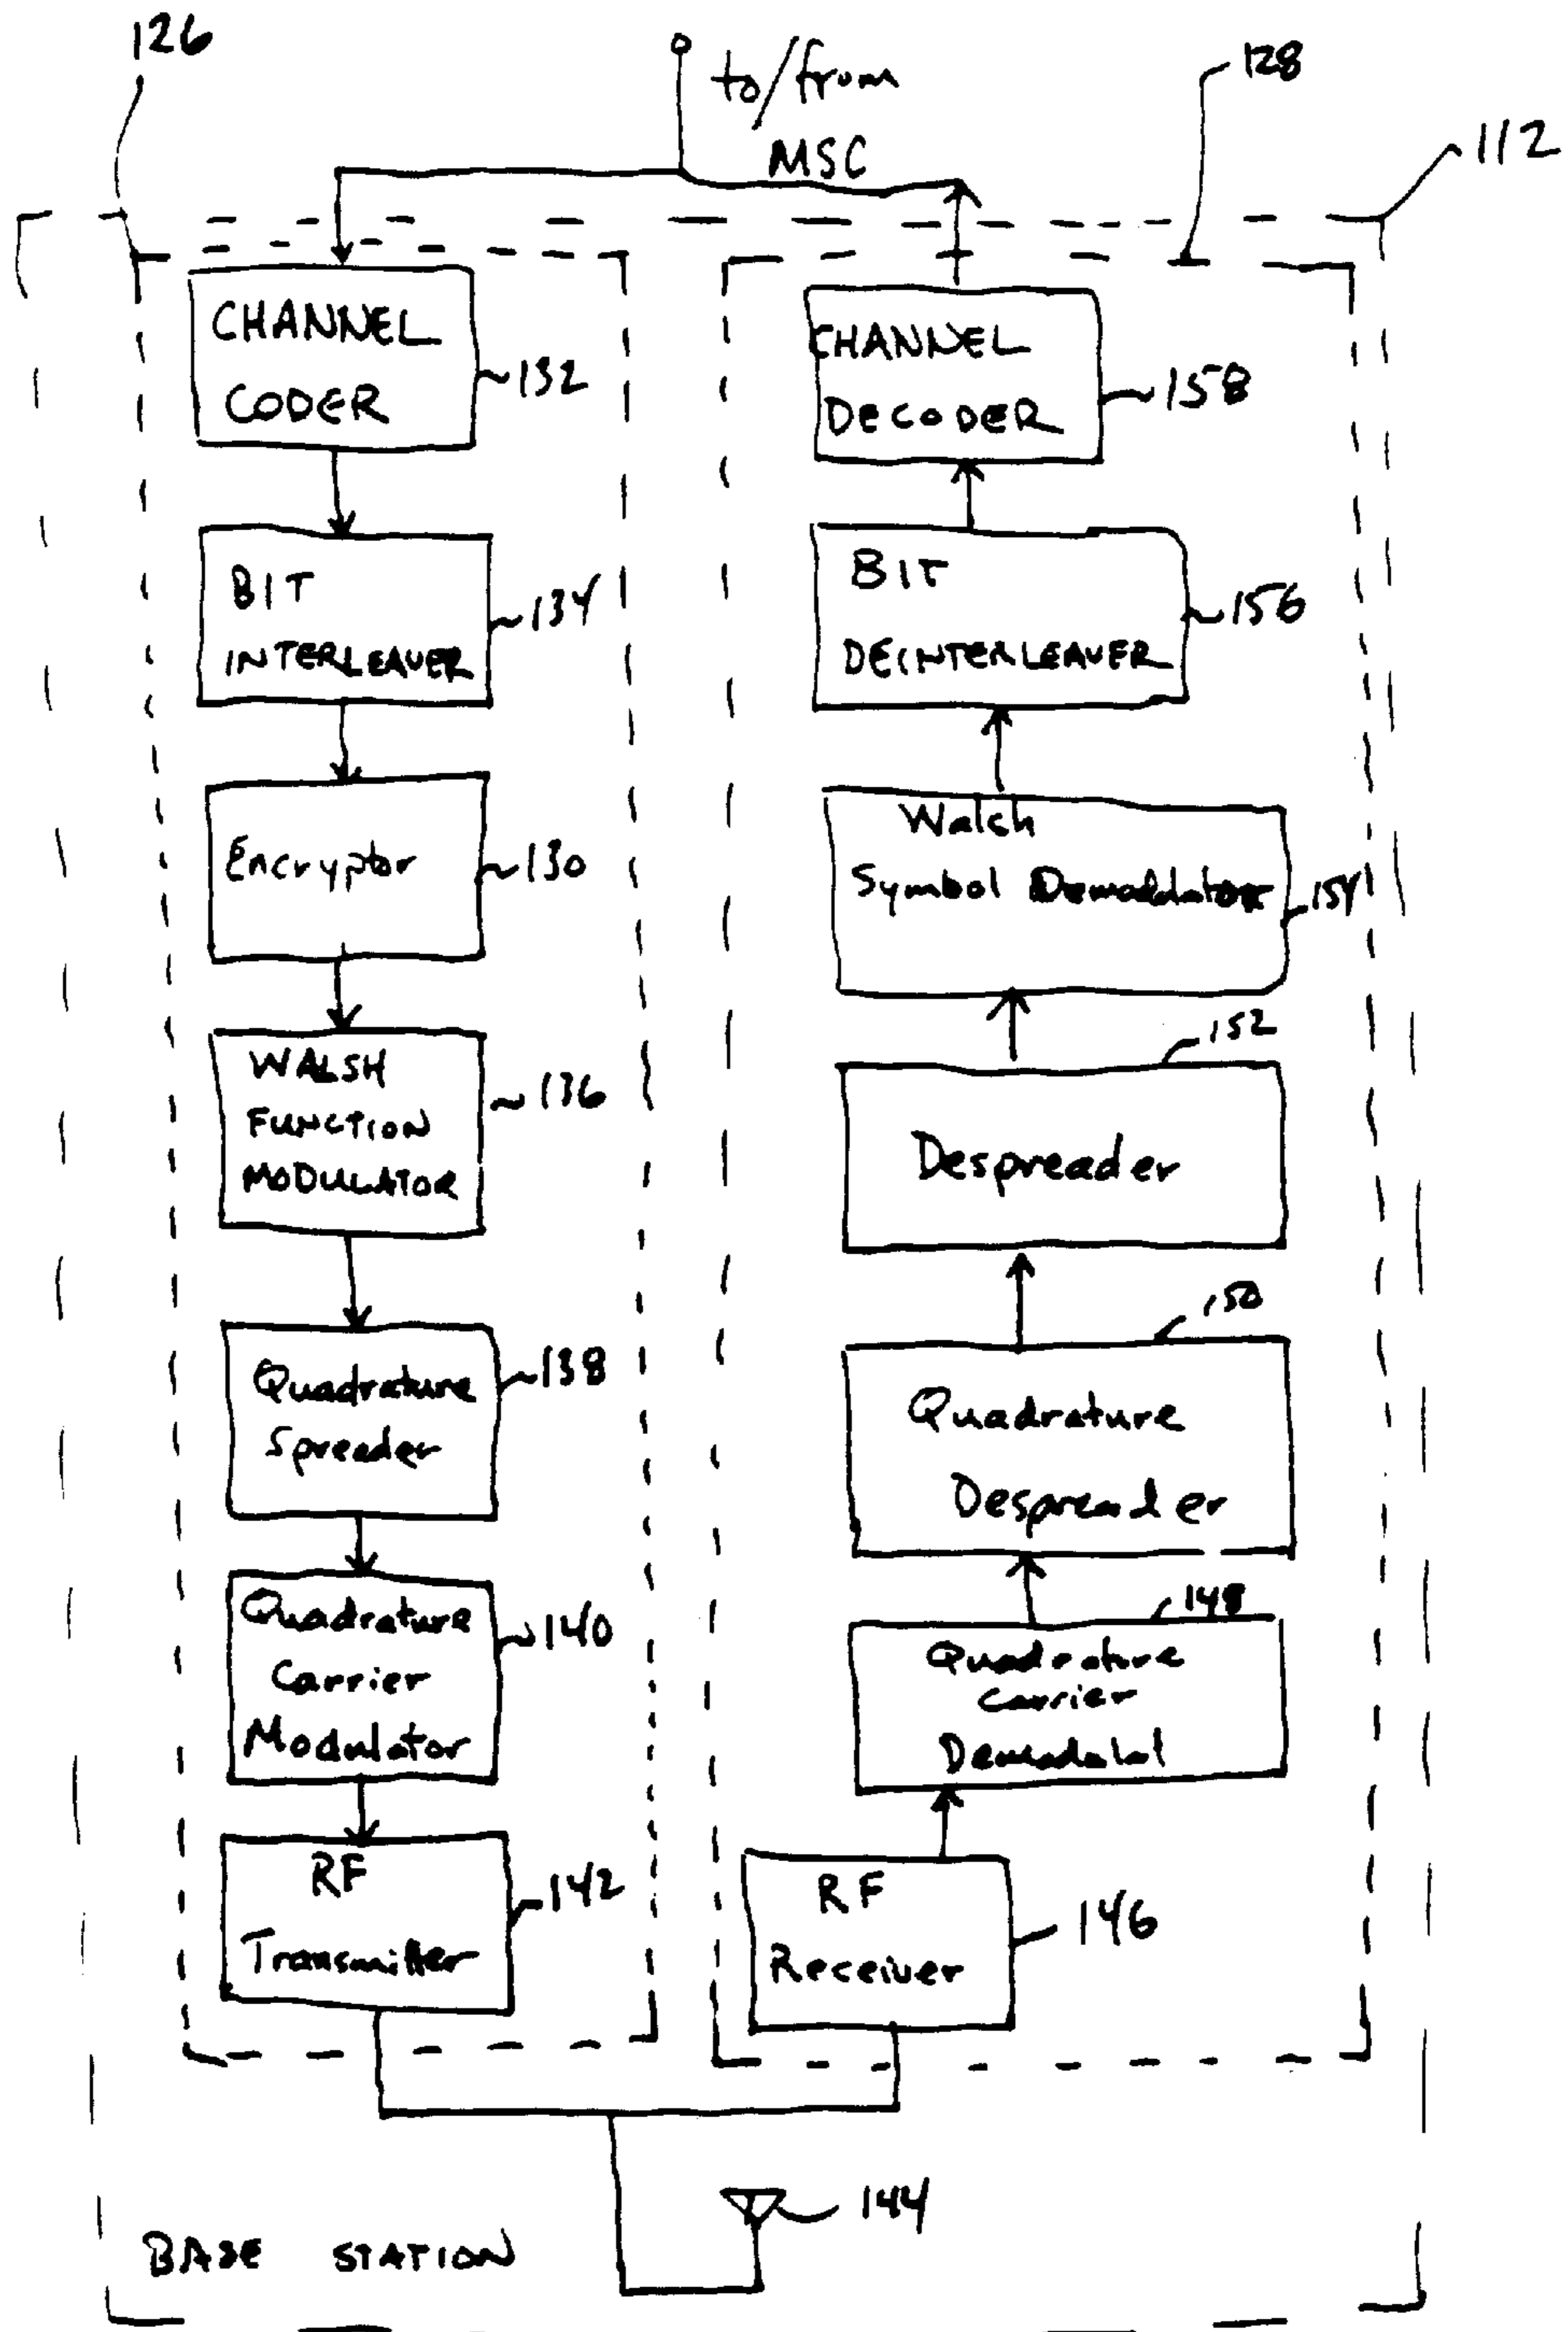 126
to/from
MSC
128
112
CHANNEL
CODER
132
BIT
INTERLEAVER
134
Encryptor
130
WALSH
FUNCTION
MODULATOR
136
Quadrature
Spreader
138
Quadrature
Carrier
Modulator
140
RF
Transmitter
142
CHANNEL
DECODER
158
BIT
DEINTERLEAVER
156
Walsh
Symbol Demodulator
154
152
Despreader
150
Quadrature
Despreader
148
Quadrature
Carrier
RF
Receiver
146
144
BASE STATION